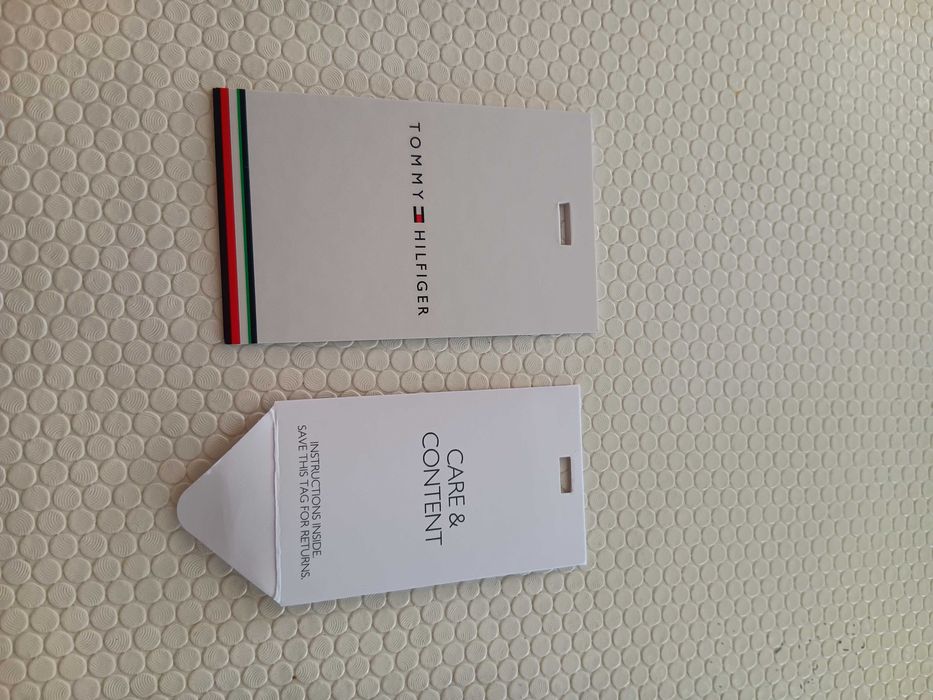 TOMMY HILFIGER
CARE &
CONTENT
INSTRUCTIONS INSIDE.
SAVE THIS TAG FOR RETURNS.